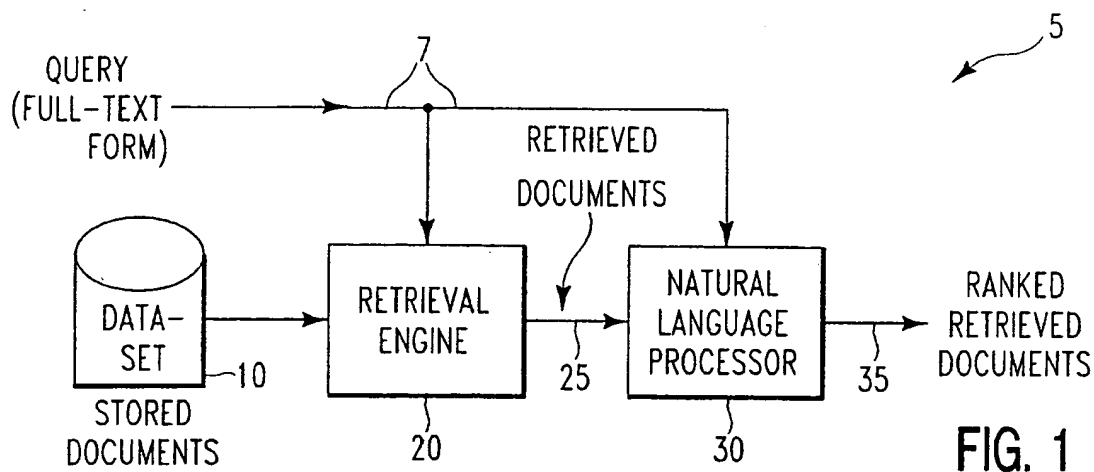 5
7
QUERY
(FULL-TEXT
FORM)
RETRIEVED
DOCUMENTS
DATA-
SET
10
STORED
DOCUMENTS
RETRIEVAL
ENGINE
20
25
NATURAL
LANGUAGE
PROCESSOR
30
35
RANKED
RETRIEVED
DOCUMENTS
FIG. 1